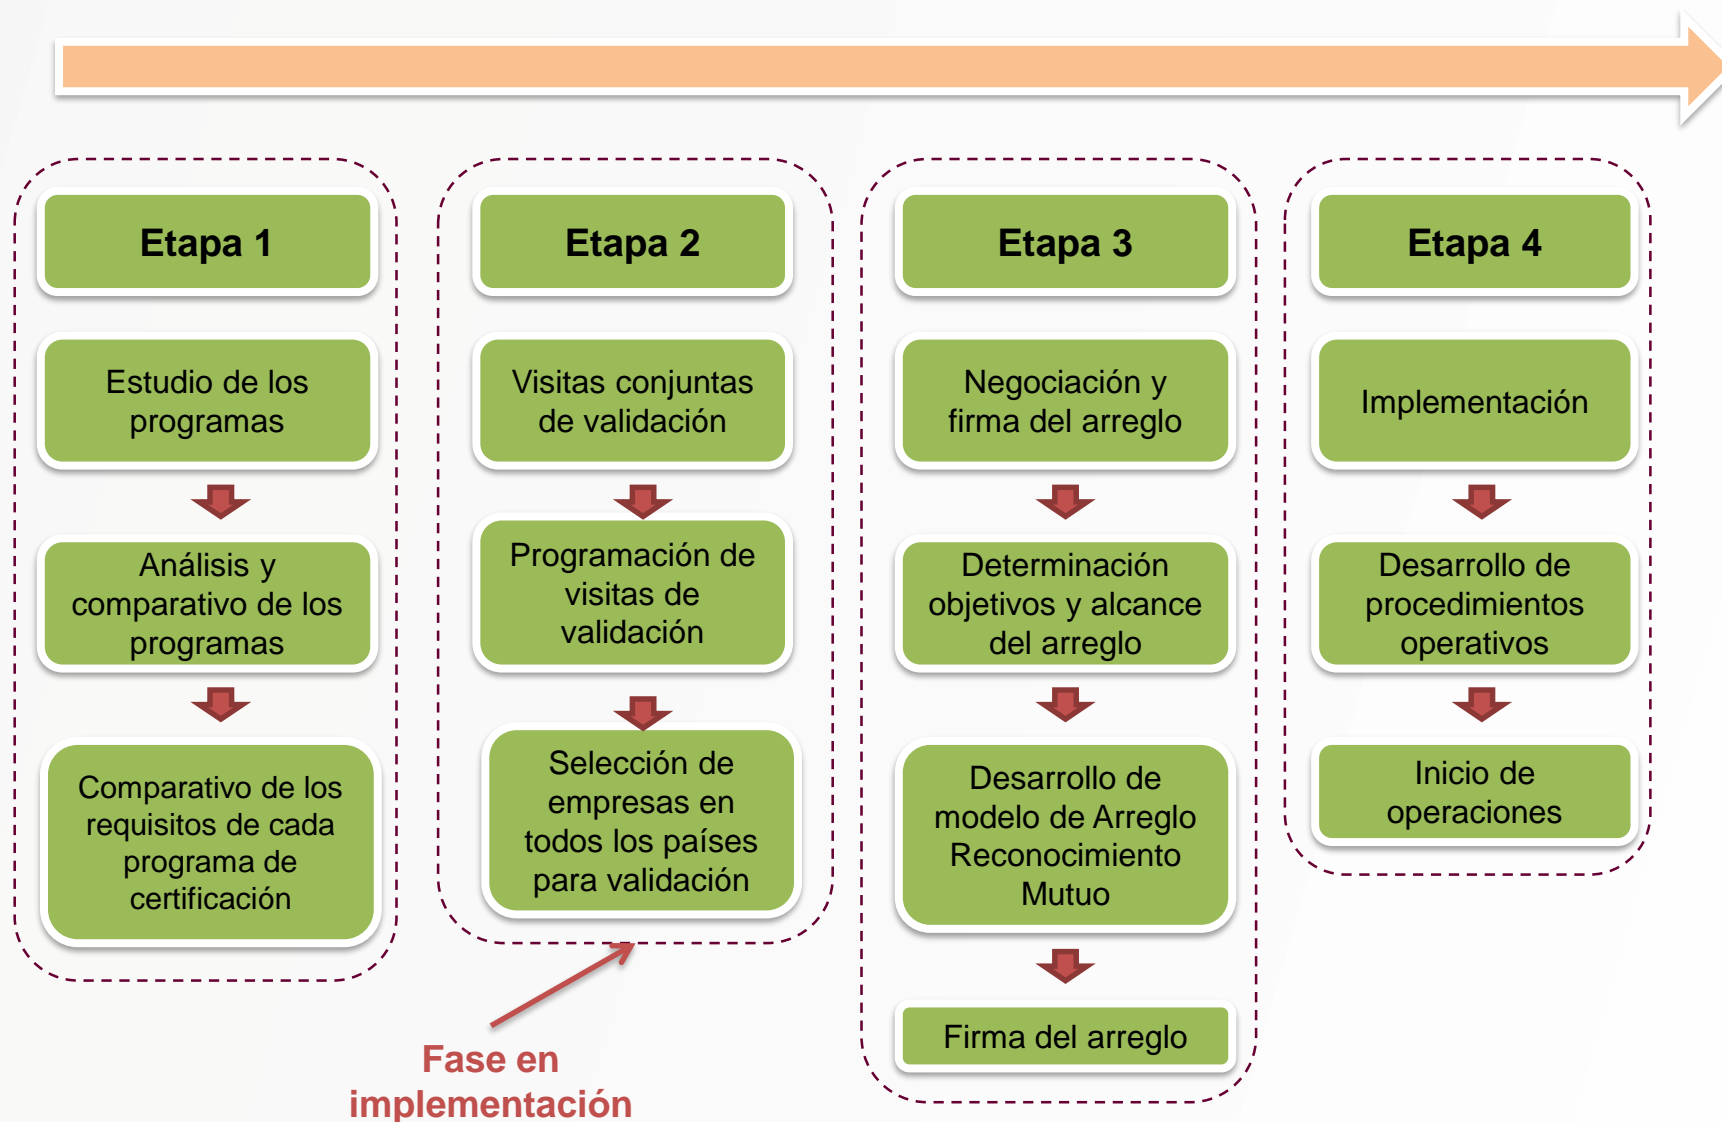 Etapa 1
Estudio de los
programas
Análisis y
comparativo de los
programas
Comparativo de los
requisitos de cada
programa de
certificación
Etapa 2
Visitas conjuntas
de validación
Programación de
visitas de
validación
Selección de
empresas en
todos los países
para validación
Fase en
implementación
Etapa 3
Negociación y
firma del arreglo
Determinación
objetivos y alcance
del arreglo
Desarrollo de
modelo de Arreglo
Reconocimiento
Mutuo
Firma del arreglo
Etapa 4
Implementación
Desarrollo de
procedimientos
operativos
Inicio de
operaciones